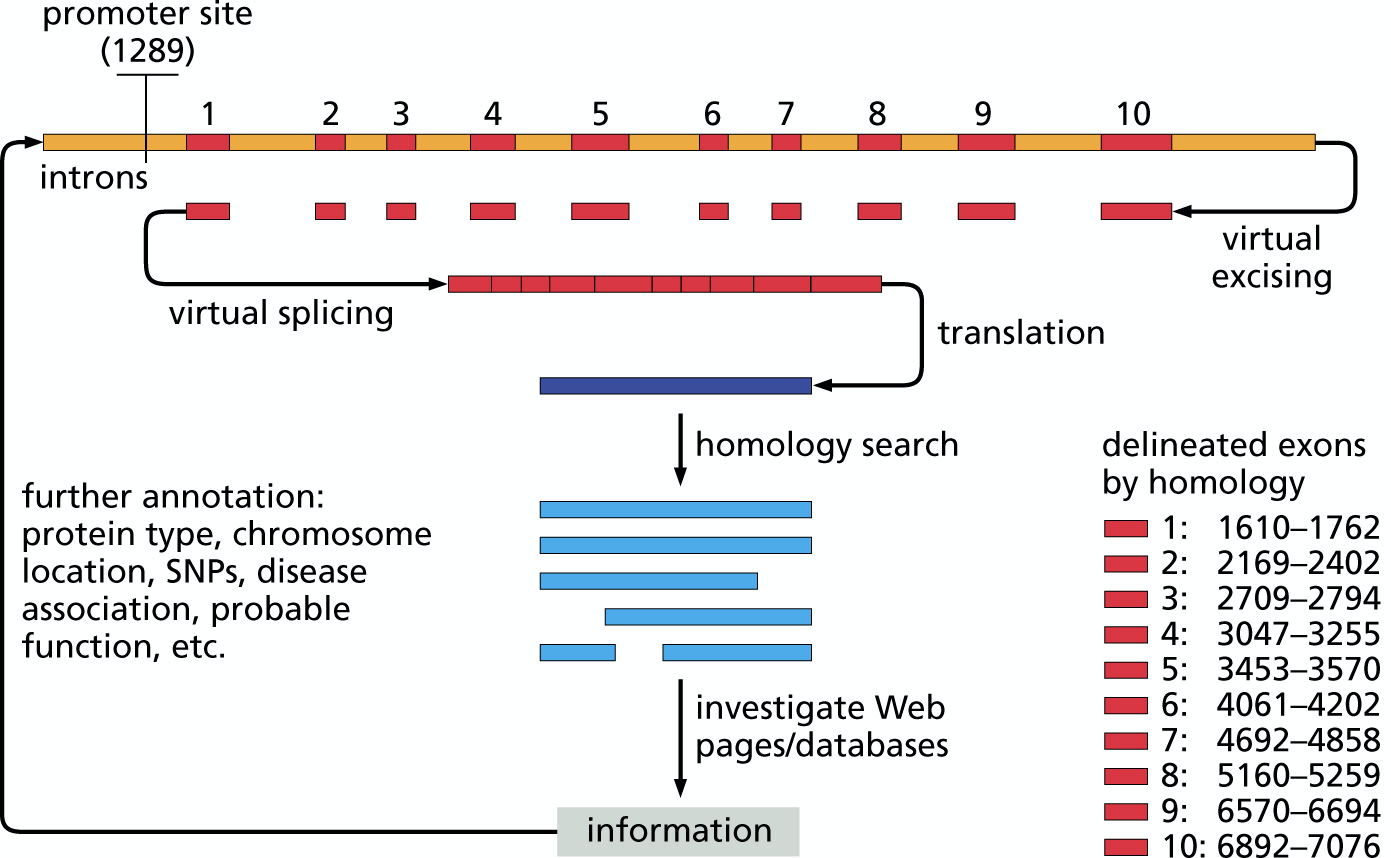 promoter site
(1289)
1 2 3 4 5 6 7 8 9 10
introns
virtual
excising
virtual splicing
translation
homology search
further annotation:
protein type, chromosome
location, SNPs, disease
association, probable
function, etc.
investigate Web
pages/databases
information
delineated exons
by homology
1: 1610–1762
2: 2169–2402
3: 2709–2794
4: 3047–3255
5: 3453–3570
6: 4061–4202
7: 4692–4858
8: 5160–5259
9: 6570–6694
10: 6892–7076